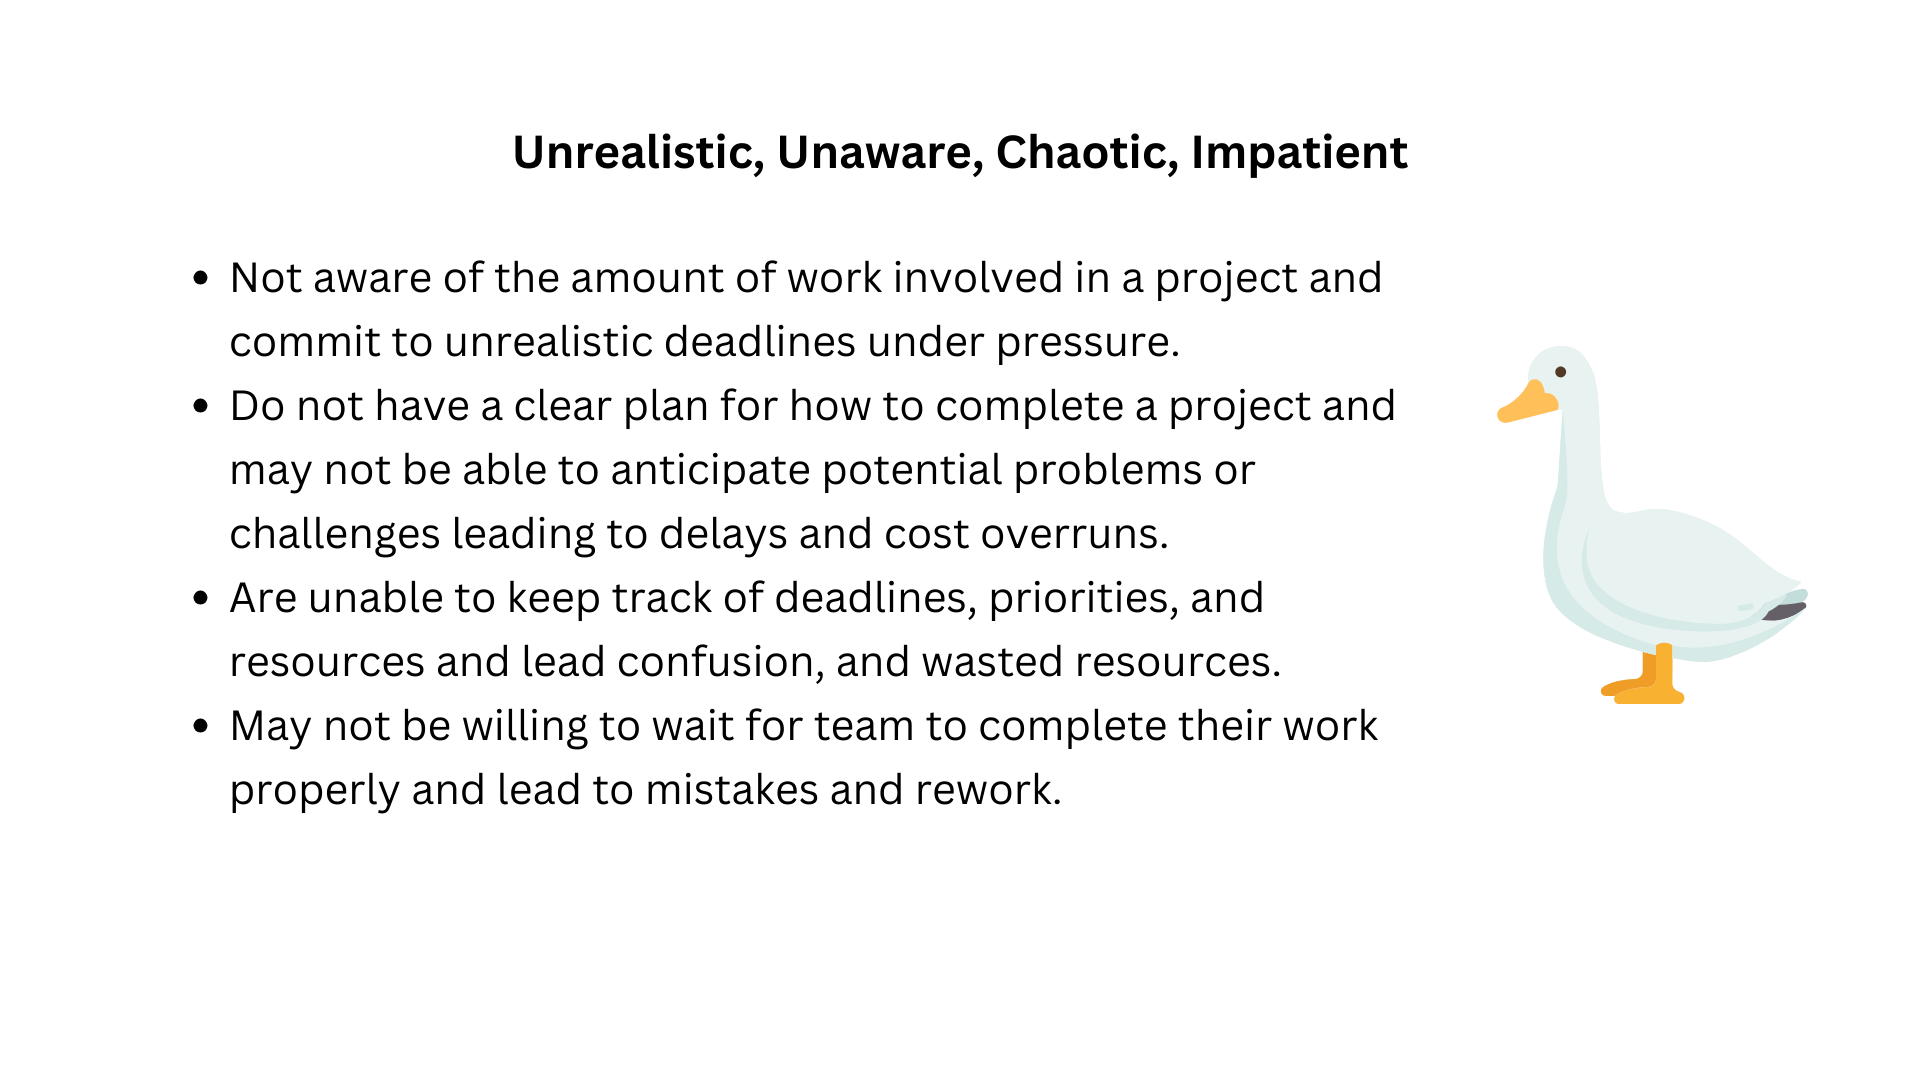 Unrealistic, Unaware, Chaotic, Impatient
• Not aware of the amount of work involved in a project and
commit to unrealistic deadlines under pressure.
• Do not have a clear plan for how to complete a project and
may not be able to anticipate potential problems or
challenges leading to delays and cost overruns.
• Are unable to keep track of deadlines, priorities, and
resources and lead confusion, and wasted resources.
• May not be willing to wait for team to complete their work
properly and lead to mistakes and rework.